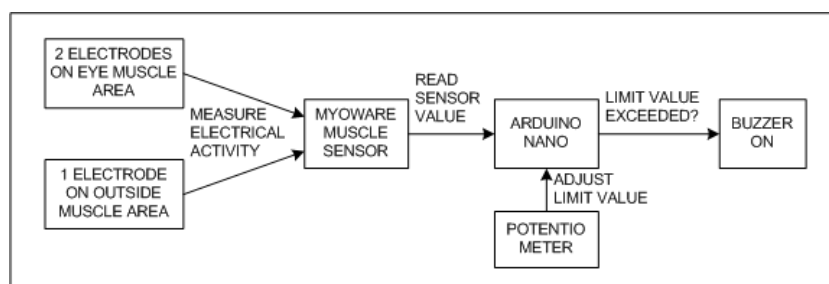 2 ELECTRODES
ON EYE MUSCLE
AREA
MEASURE
ELECTRICAL
ACTIVITY
1 ELECTRODE
ON OUTSIDE
MUSCLE AREA
MYOWARE
MUSCLE
SENSOR
READ
SENSOR
VALUE
ARDUINO
NANO
LIMIT VALUE
EXCEEDED?
BUZZER
ON
ADJUST
LIMIT VALUE
POTENTIO
METER